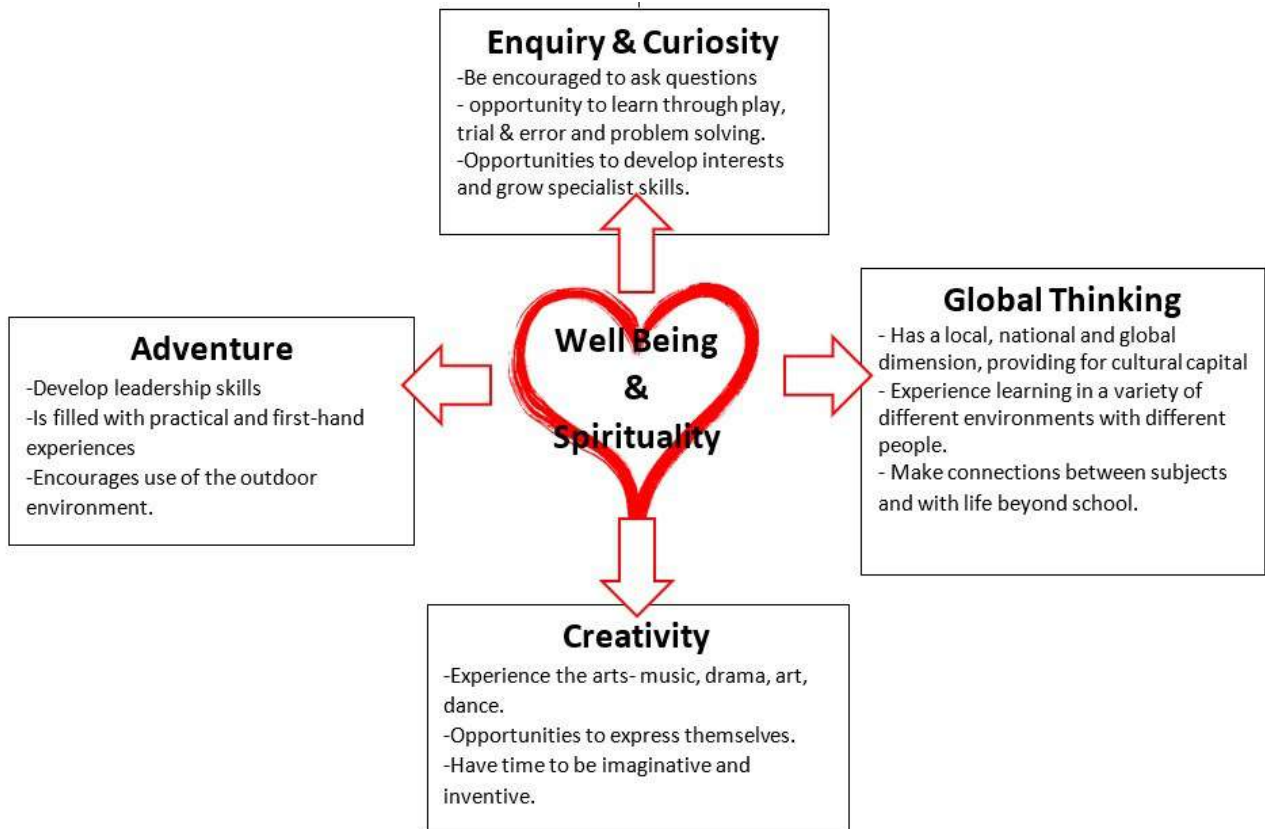 Enquiry & Curiosity
-Be encouraged to ask questions
- opportunity to learn through play,
trial & error and problem solving.
-Opportunities to develop interests
and grow specialist skills.
Well Being
&
Spirituality
Adventure
-Develop leadership skills
-Is filled with practical and first-hand
experiences
-Encourages use of the outdoor
environment.
Global Thinking
- Has a local, national and global
dimension, providing for cultural capital
- Experience learning in a variety of
different environments with different
people.
- Make connections between subjects
and with life beyond school.
Creativity
-Experience the arts- music, drama, art,
dance.
-Opportunities to express themselves.
-Have time to be imaginative and
inventive.